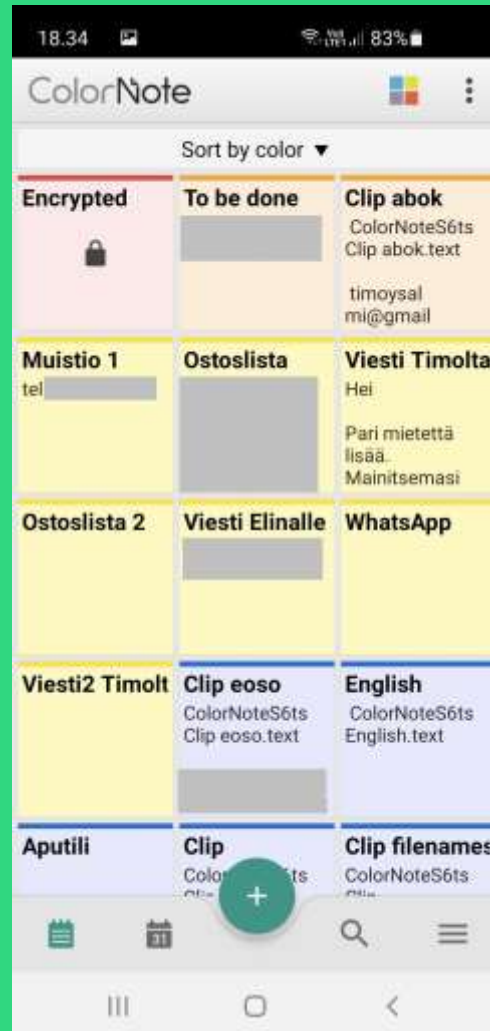 18.34 83%
ColorNote
Sort by color ▼
Encrypted
To be done
Clip abok
ColorNoteS6ts
Clip abok.text
timoysal
mi@gmail
Muistio 1
tel
Ostoslista
Viesti Timolta
Hei
Pari mietettä
lisää.
Mainitsemasi
Ostoslista 2
Viesti Elinalle
WhatsApp
Viesti2 Timolt
Clip eoso
ColorNoteS6ts
Clip eoso.text
English
ColorNoteS6ts
English.text
Aputili
Clip
Clip filenames
ColorNoteS6ts
31